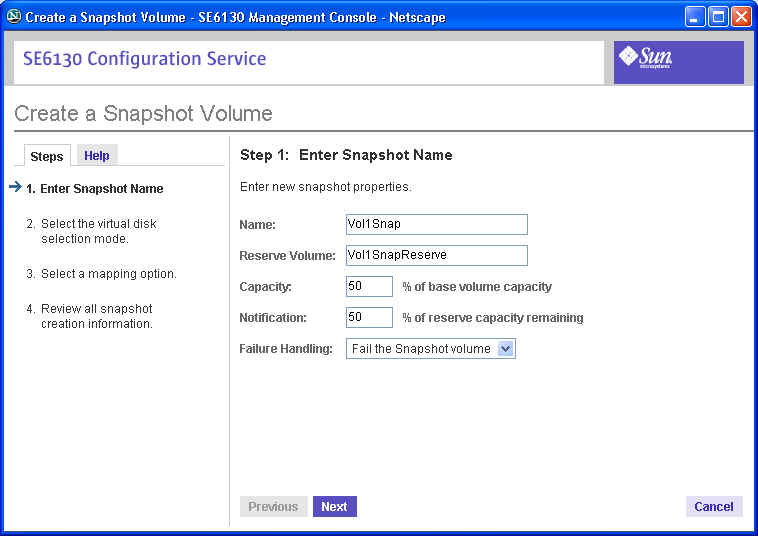 Create a Snapshot Volume - SE6130 Management Console - Netscape
SE6130 Configuration Service
Sun
microsystems
Create a Snapshot Volume
Steps Help
1. Enter Snapshot Name
2. Select the virtual disk
selection mode.
3. Select a mapping option.
4. Review all snapshot
creation information.
Step 1: Enter Snapshot Name
Enter new snapshot properties.
Name: Vol1Snap
Reserve Volume: Vol1SnapReserve
Capacity: 50 % of base volume capacity
Notification: 50 % of reserve capacity remaining
Failure Handling: Fail the Snapshot volume
Previous Next Cancel